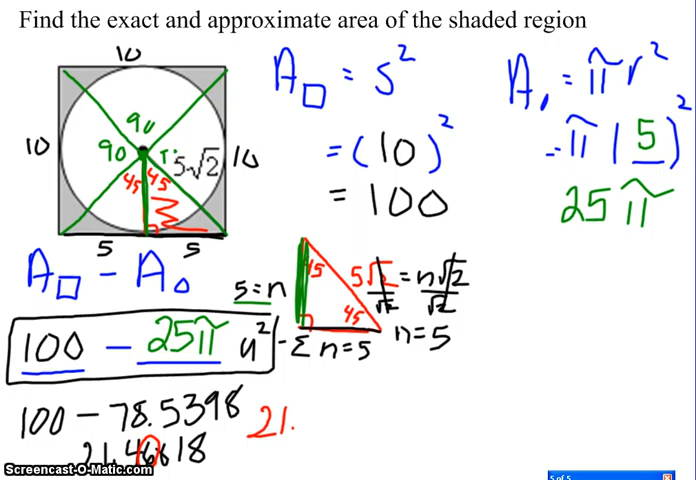 Find the exact and approximate area of the shaded region
10
10
10
90
90
45
45
5√2
5
5
A□ = s²
= (10)²
= 100
A○ = πr²
= π(5)²
25π
A□ − A○
5 = n
45
45
5√2 = n√2
√2 √2
n = 5
n = 5
100 − 25π u²
100 − 78.5398
21.
Screencast-O-Matic.com
5 of 5